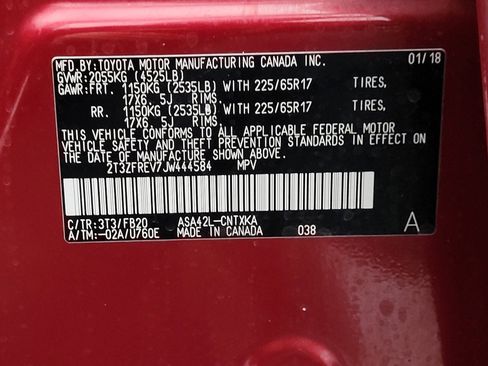 MFD.BY:TOYOTA MOTOR MANUFACTURING CANADA INC. 01/18
GVWR:2055KG (4525LB)
GAWR:FRT. 1150KG (2535LB) WITH 225/65R17 TIRES,
17X6.5J RIMS.
RR. 1150KG (2535LB) WITH 225/65R17 TIRES,
17X6.5J RIMS.
THIS VEHICLE CONFORMS TO ALL APPLICABLE FEDERAL MOTOR
VEHICLE SAFETY AND THEFT PREVENTION STANDARDS IN EFFECT ON
THE DATE OF MANUFACTURE SHOWN ABOVE.
2T3ZFREV7JW444584 MPV
C/TR:3T3/FB20 ASA42L-CNTXKA
A/TM:-02A/U760E MADE IN CANADA 038 A